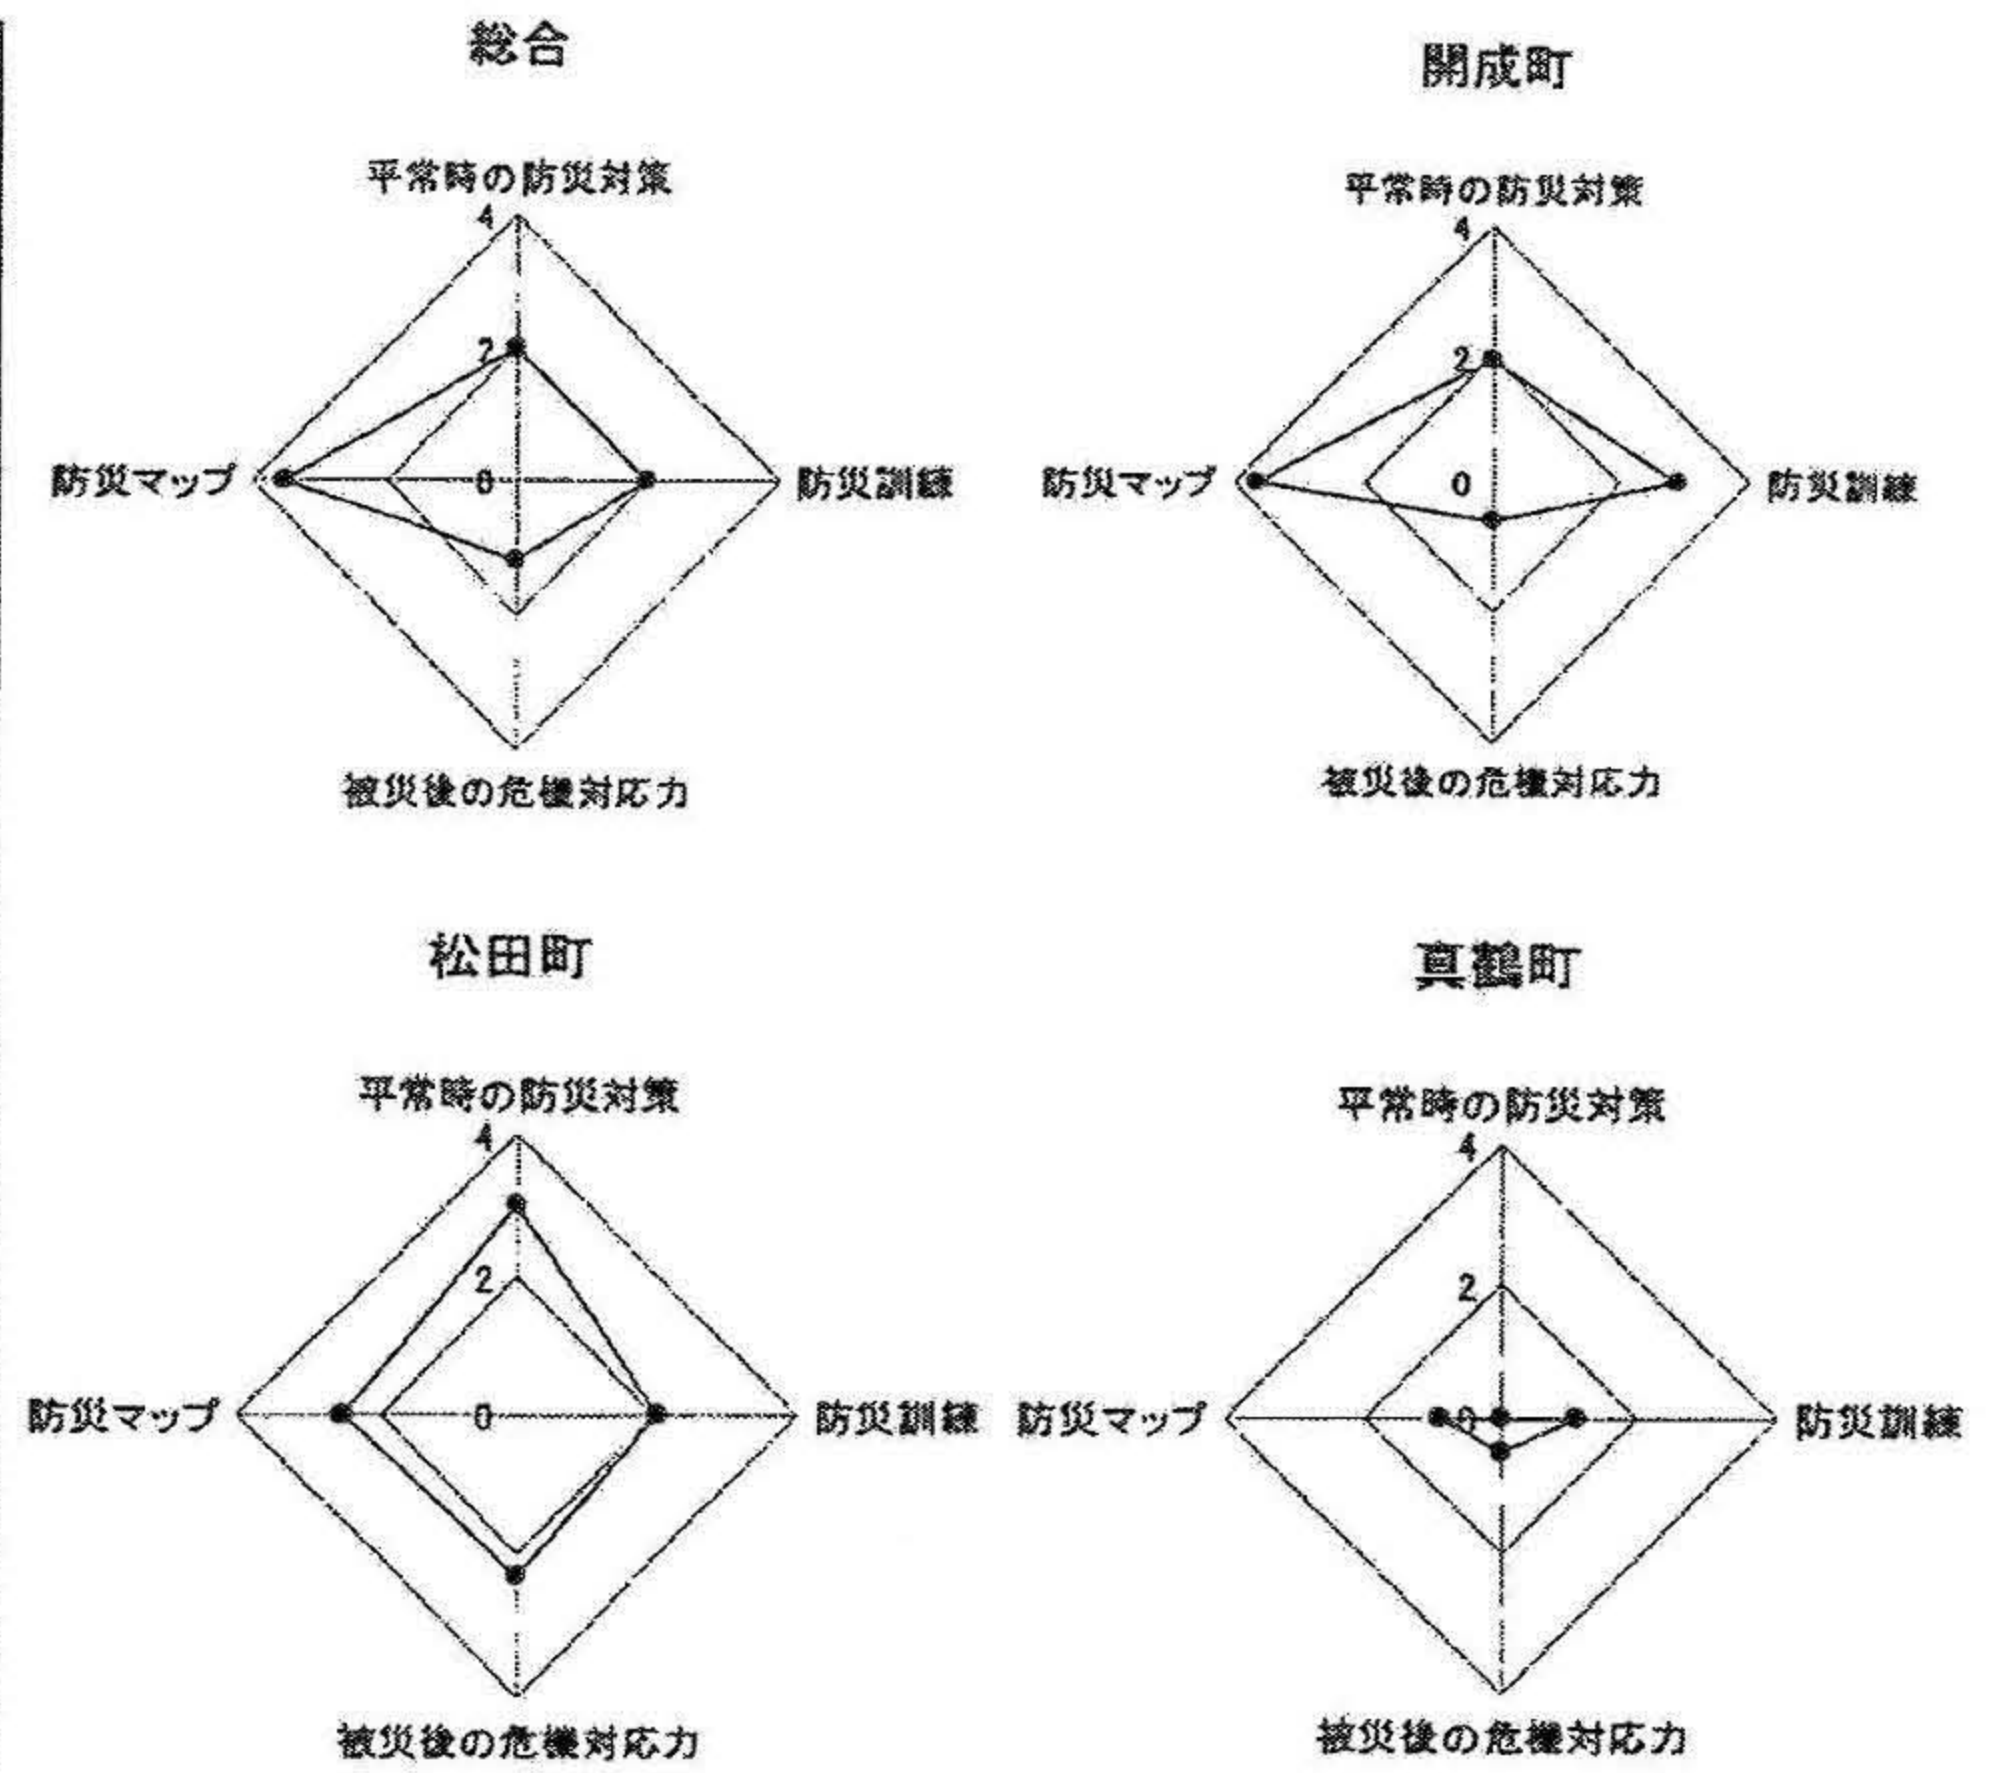 総合
平常時の防災対策
4
2
防災マップ
0
防災訓練
被災後の危機対応力
開成町
平常時の防災対策
4
2
防災マップ
0
防災訓練
被災後の危機対応力
松田町
平常時の防災対策
4
2
防災マップ
0
防災訓練
被災後の危機対応力
真鶴町
平常時の防災対策
4
2
防災マップ
0
防災訓練
被災後の危機対応力